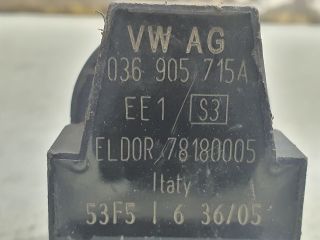 VW AG
036 905 715A
EE1 / S3
ELDOR 78180005
Italy
53F5 | 6 36/05